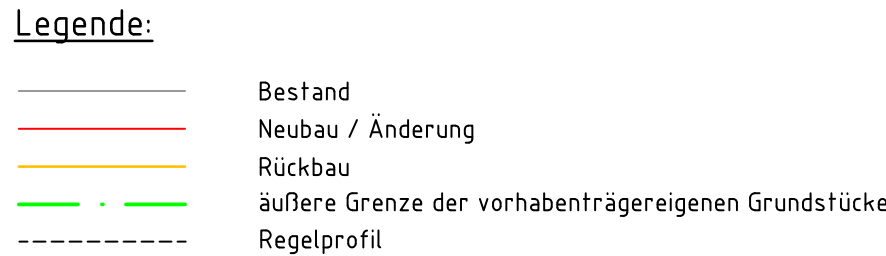 Legende:
Bestand
Neubau / Änderung
Rückbau
äußere Grenze der vorhabenträgereigenen Grundstücke
Regelprofil